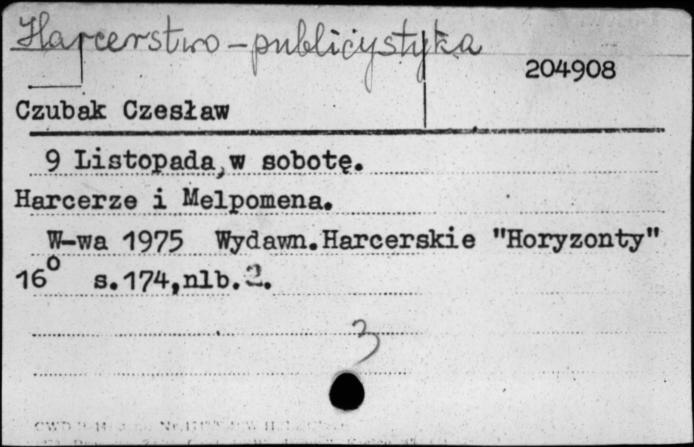 Harcerstwo - publicystyka
204908
Czubak Czesław
9 Listopada, w sobotę.
Harcerze i Melpomena.
W-wa 1975 Wydawn. Harcerskie "Horyzonty"
16° s.174, nlb. 2.
3